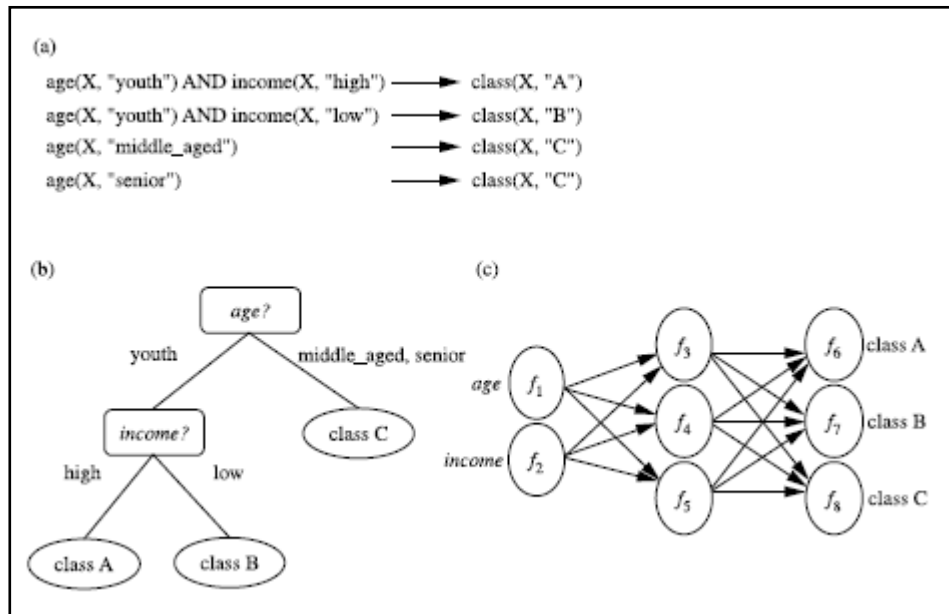 (a)
age(X, "youth") AND income(X, "high") class(X, "A")
age(X, "youth") AND income(X, "low") class(X, "B")
age(X, "middle_aged") class(X, "C")
age(X, "senior") class(X, "C")
(b)
age?
youth
middle_aged, senior
income?
class C
high
low
class A
class B
(c)
age
income
f1
f2
f3
f4
f5
f6 class A
f7 class B
f8 class C